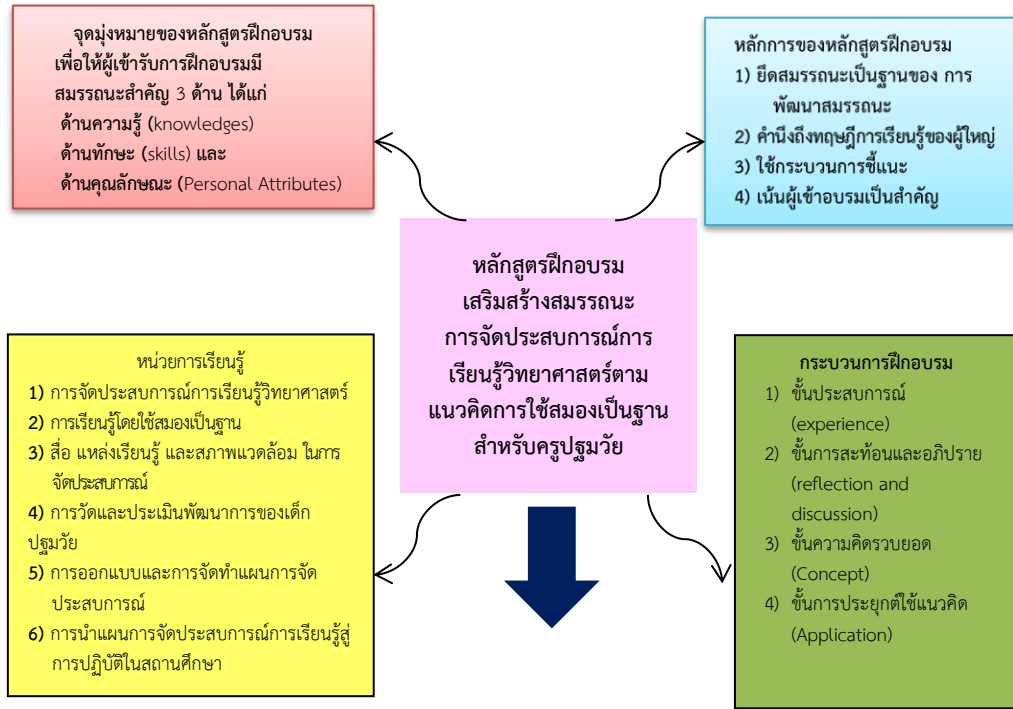 จุดมุ่งหมายของหลักสูตรฝึกอบรม
เพื่อให้ผู้เข้ารับการฝึกอบรมมี
สมรรถนะสำคัญ 3 ด้าน ได้แก่
ด้านความรู้ (knowledges)
ด้านทักษะ (skills) และ
ด้านคุณลักษณะ (Personal Attributes)
หลักการของหลักสูตรฝึกอบรม
1) ยึดสมรรถนะเป็นฐานของ การ
พัฒนาสมรรถนะ
2) คำนึงถึงทฤษฎีการเรียนรู้ของผู้ใหญ่
3) ใช้กระบวนการชี้แนะ
4) เน้นผู้เข้าอบรมเป็นสำคัญ
หลักสูตรฝึกอบรม
เสริมสร้างสมรรถนะ
การจัดประสบการณ์การ
เรียนรู้วิทยาศาสตร์ตาม
แนวคิดการใช้สมองเป็นฐาน
สำหรับครูปฐมวัย
หน่วยการเรียนรู้
1) การจัดประสบการณ์การเรียนรู้วิทยาศาสตร์
2) การเรียนรู้โดยใช้สมองเป็นฐาน
3) สื่อ แหล่งเรียนรู้ และสภาพแวดล้อม ในการ
จัดประสบการณ์
4) การวัดและประเมินพัฒนาการของเด็ก
ปฐมวัย
5) การออกแบบและการจัดทำแผนการจัด
ประสบการณ์
6) การนำแผนการจัดประสบการณ์การเรียนรู้สู่
การปฏิบัติในสถานศึกษา
กระบวนการฝึกอบรม
1) ขั้นประสบการณ์
(experience)
2) ขั้นการสะท้อนและอภิปราย
(reflection and
discussion)
3) ขั้นความคิดรวบยอด
(Concept)
4) ขั้นการประยุกต์ใช้แนวคิด
(Application)